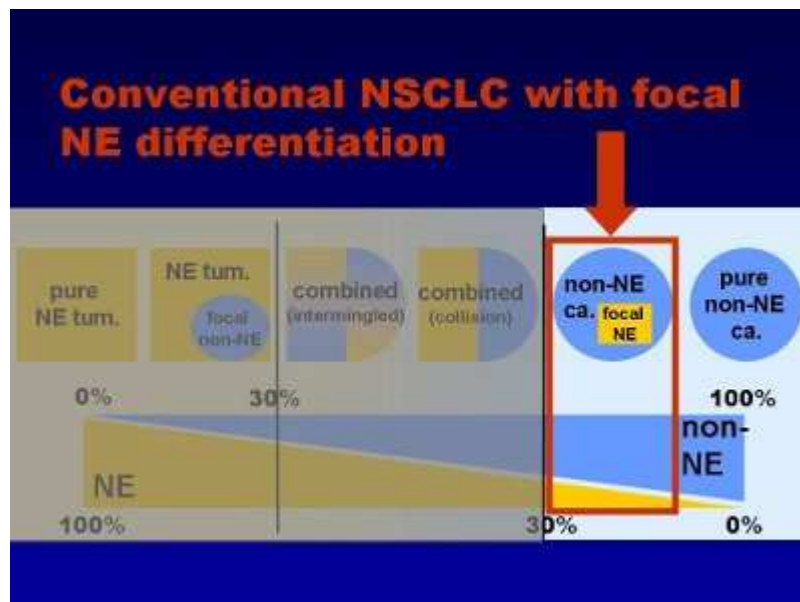 Conventional NSCLC with focal
NE differentiation
pure
NE tum.
NE tum.
focal
non-NE
combined
(intermingled)
combined
(collision)
non-NE
ca.
focal
NE
pure
non-NE
ca.
0%
30%
100%
non-
NE
NE
100%
30%
0%